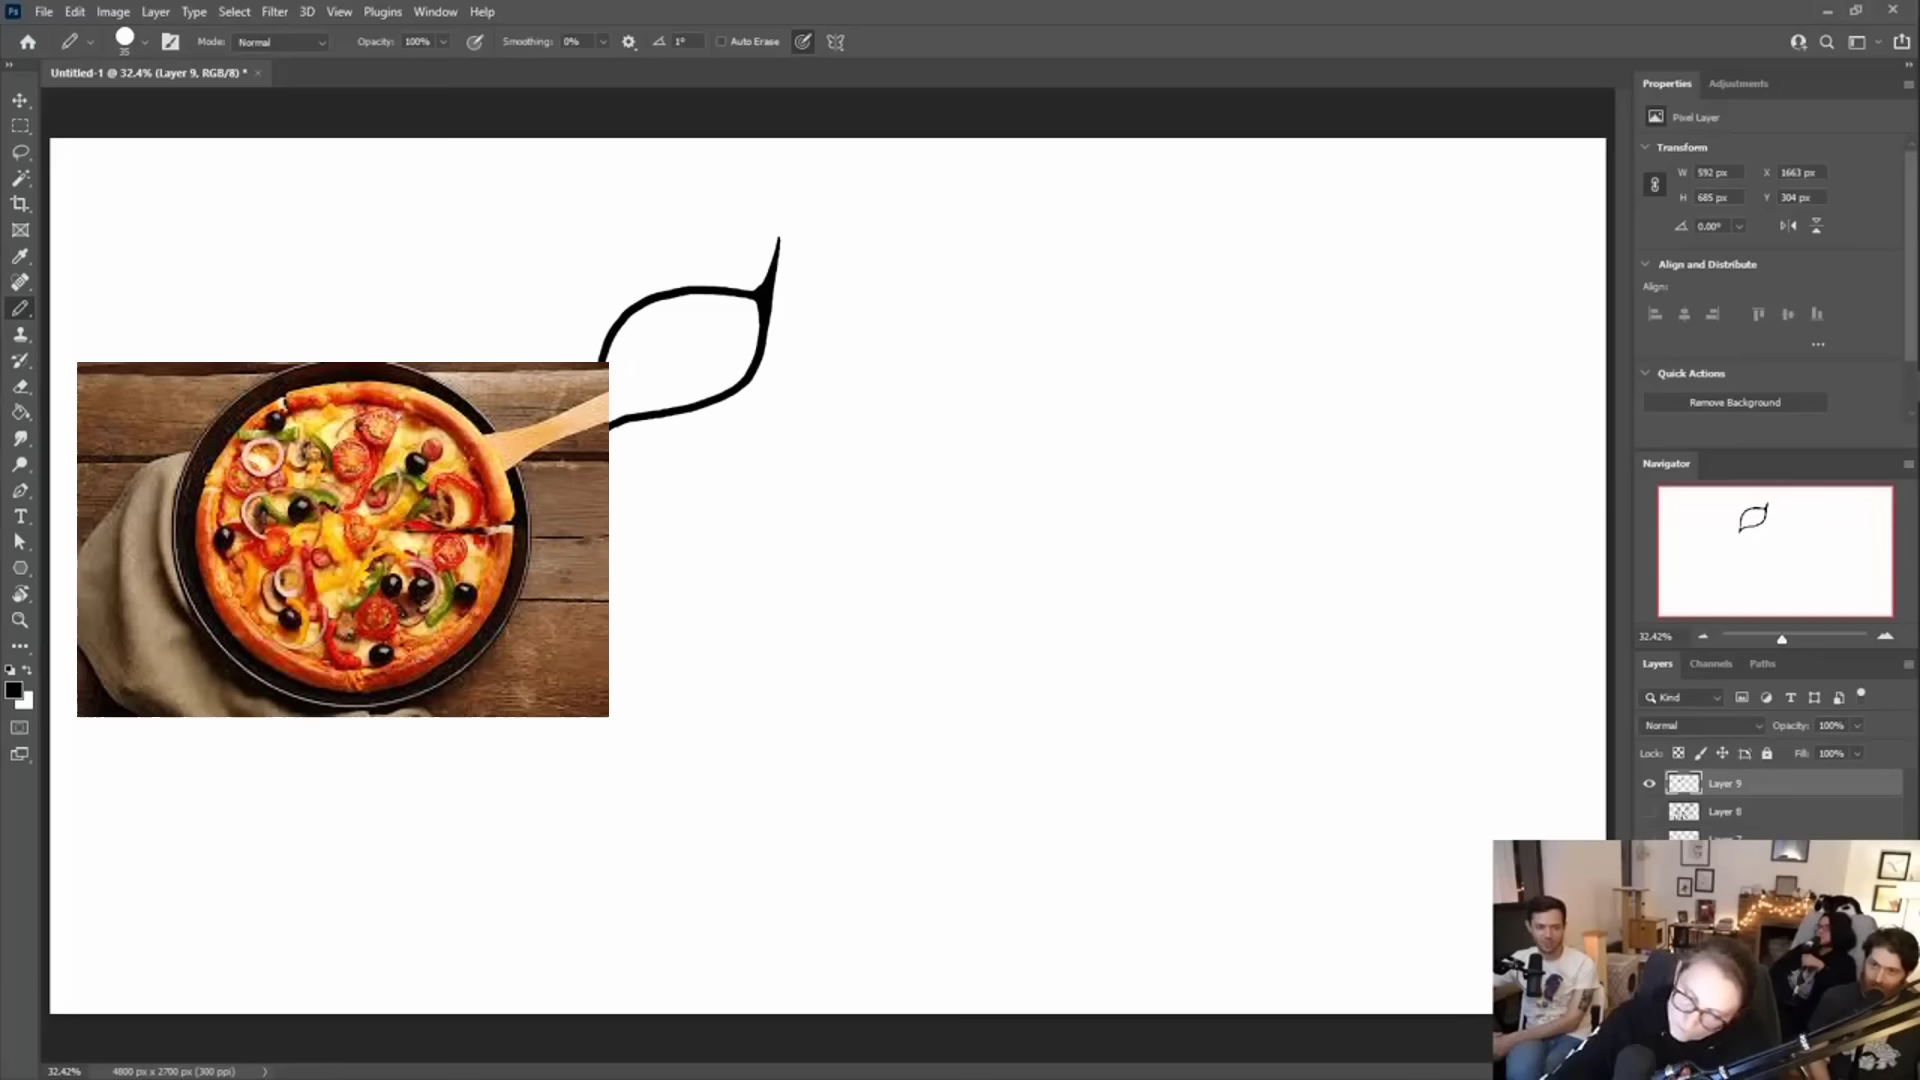 Ps File Edit Image Layer Type Select Filter 3D View Plugins Window Help
35 Mode: Normal Opacity: 100% Smoothing: 0% 1° Auto Erase
Untitled-1 @ 32.4% (Layer 9, RGB/8) *
Properties Adjustments
Pixel Layer
Transform
W 592 px X 1663 px
H 685 px Y 304 px
0.00°
Align and Distribute
Align:
Quick Actions
Remove Background
Navigator
32.42%
Layers Channels Paths
Kind
Normal Opacity: 100%
Lock: Fill: 100%
Layer 9
Layer 8
32.42% 4800 px x 2700 px (300 ppi)